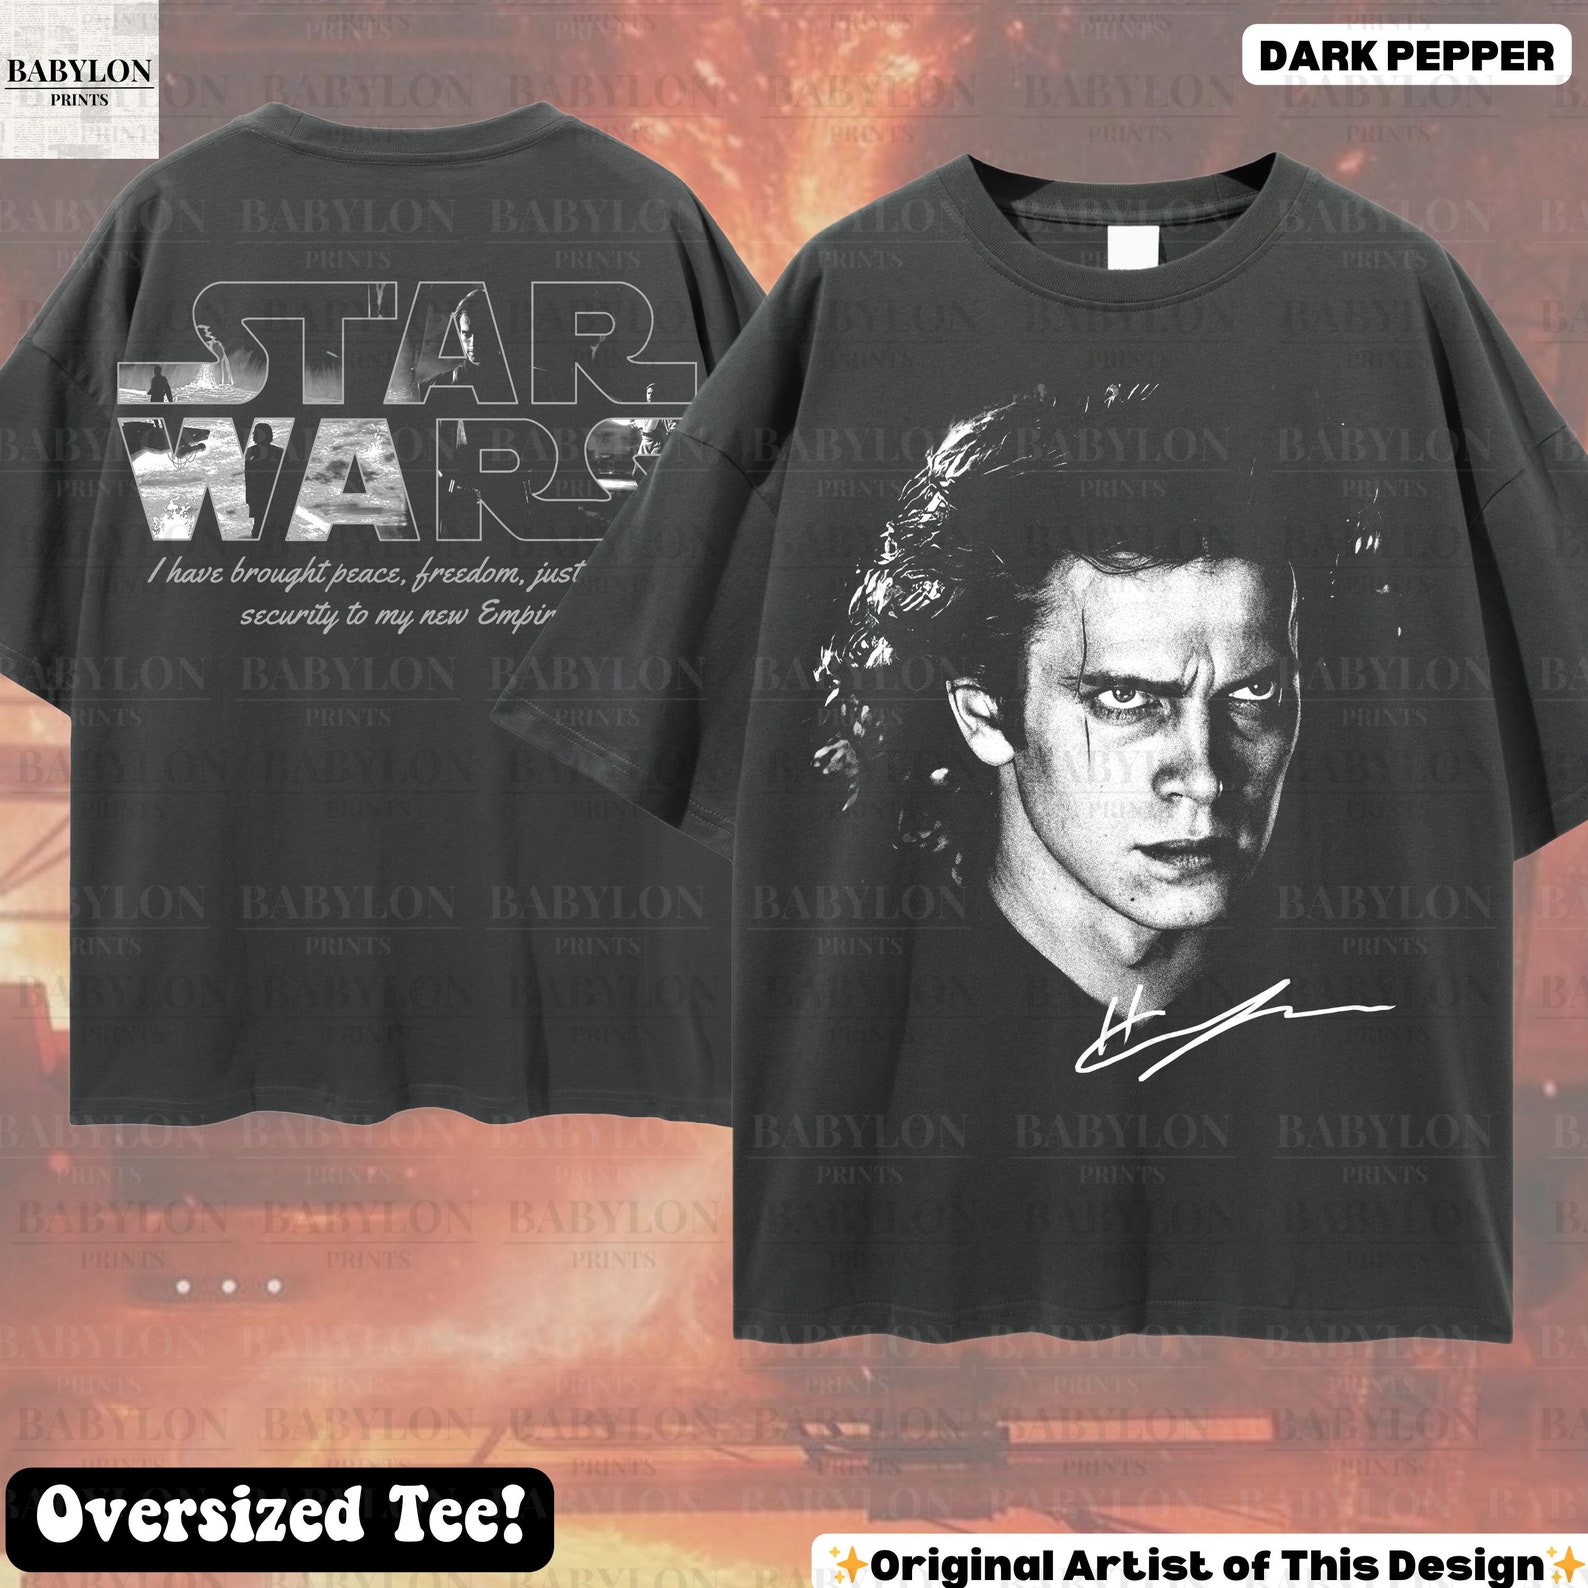 BABYLON
PRINTS
DARK PEPPER
STAR
WARS
I have brought peace, freedom, just
security to my new Empir
Oversized Tee!
✨Original Artist of This Design✨